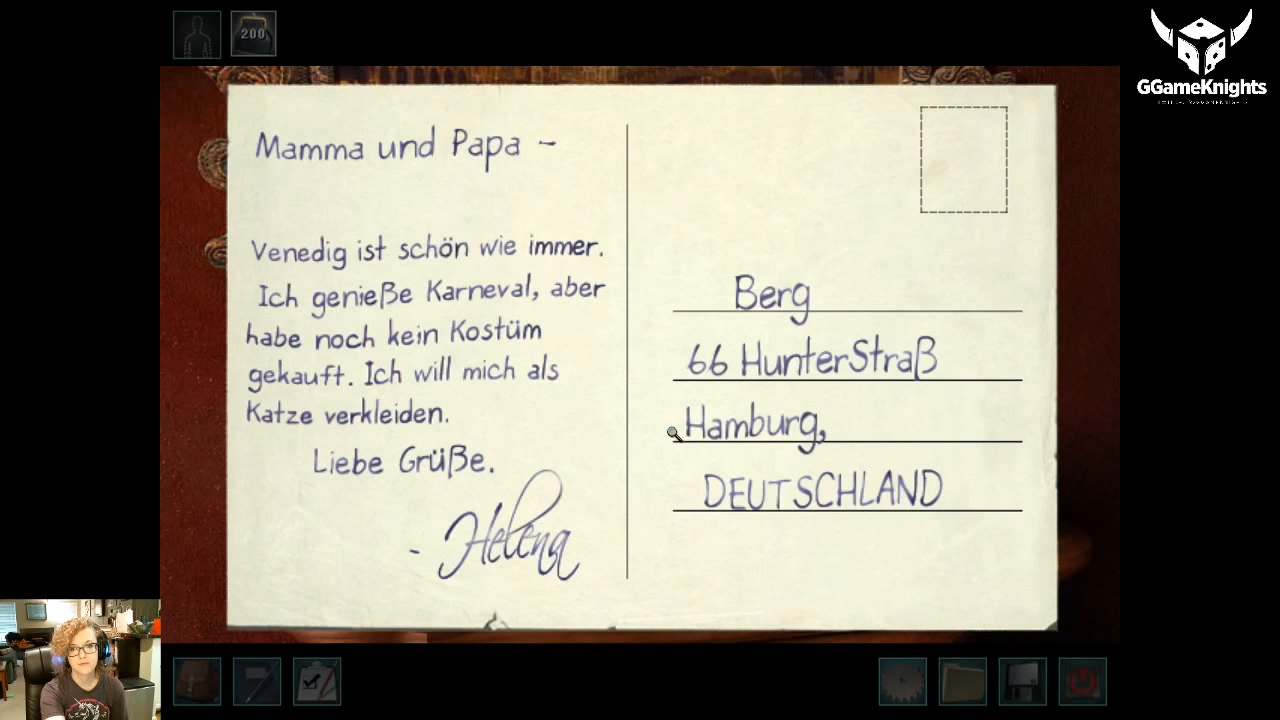 200
GGameKnights
Mamma und Papa -
Venedig ist schön wie immer.
Ich genieße Karneval, aber
habe noch kein Kostüm
gekauft. Ich will mich als
Katze verkleiden.
Liebe Grüße.
- Helena
Berg
66 HunterStraß
Hamburg,
DEUTSCHLAND